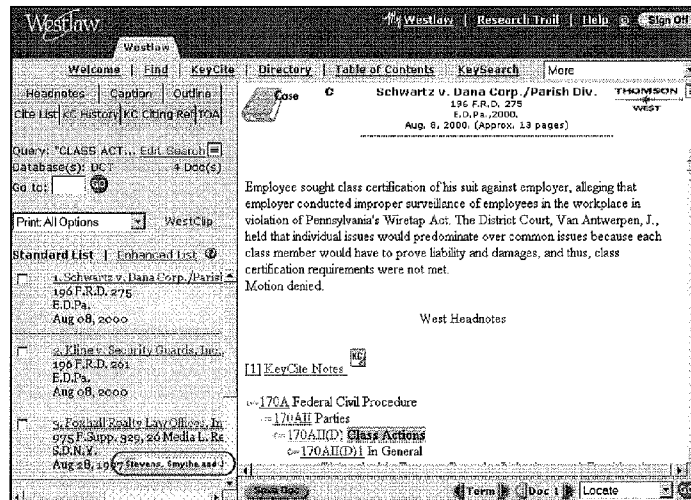 Westlaw
My Westlaw | Research Trail | Help Sign Off
Westlaw
Welcome | Find | KeyCite | Directory | Table of Contents | KeySearch More
Headnotes Caption Outline
Cite List KC History KC Citing Ref TOA
Query: "CLASS ACT... Edit Search
Database(s): DCT 4 Doc(s)
Go to: GO
Print All Options WestClip
Standard List | Enhanced List
1. Schwartz v. Dana Corp./Parist
196 F.R.D. 275
E.D.Pa.
Aug 08, 2000
2. Kline v. Security Guards, Inc.,
196 F.R.D. 261
E.D.Pa.
Aug 08, 2000
3. Foxhall Realty Law Offices, In
975 F.Supp. 329, 26 Media L. Re
S.D.N.Y.
Aug 28, 1997 Stevens, Smythe and J
Case C Schwartz v. Dana Corp./Parish Div.
196 F.R.D. 275
E.D.Pa.,2000.
Aug. 8, 2000. (Approx. 13 pages)
THOMSON
WEST
Employee sought class certification of his suit against employer, alleging that
employer conducted improper surveillance of employees in the workplace in
violation of Pennsylvania's Wiretap Act. The District Court, Van Antwerpen, J.,
held that individual issues would predominate over common issues because each
class member would have to prove liability and damages, and thus, class
certification requirements were not met.
Motion denied.
West Headnotes
[1] KeyCite Notes KC
170A Federal Civil Procedure
170AII Parties
170AII(D) Class Actions
170AII(D)1 In General
Term Doc 1 Locate